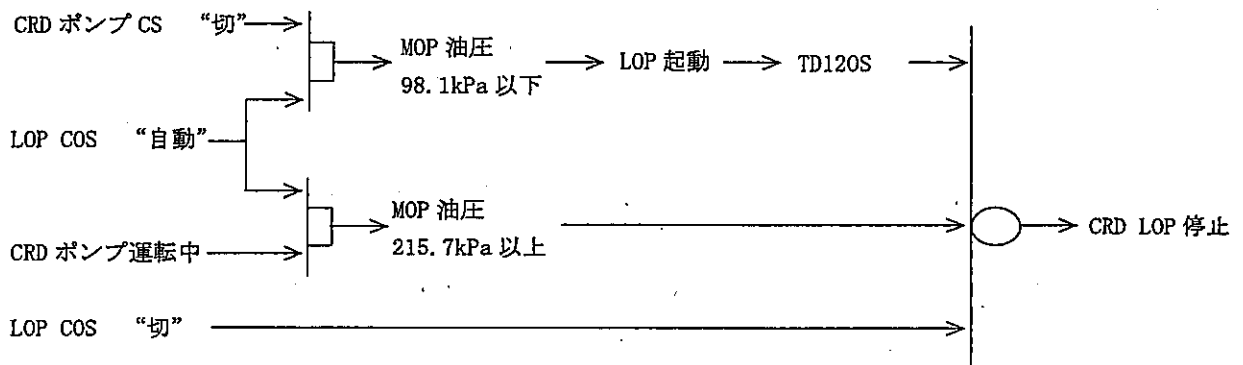 CRD ポンプ CS “切”
MOP 油圧
98.1kPa 以下
LOP 起動
TD120S
LOP COS “自動”
MOP 油圧
215.7kPa 以上
CRD ポンプ運転中
CRD LOP 停止
LOP COS “切”